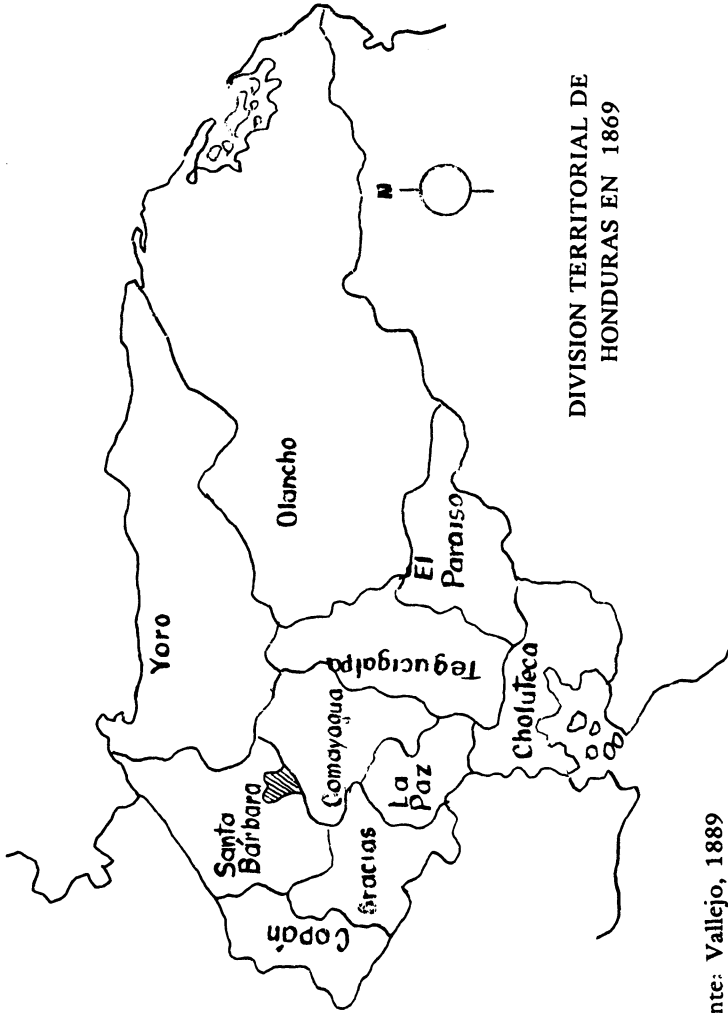 DIVISION TERRITORIAL DE
HONDURAS EN 1869
N
Yoro
Olancho
Santa
Bárbara
Comayagua
Tegucigalpa
El
Paraiso
Copán
Gracias
La
Paz
Choluteca
nte: Vallejo, 1889